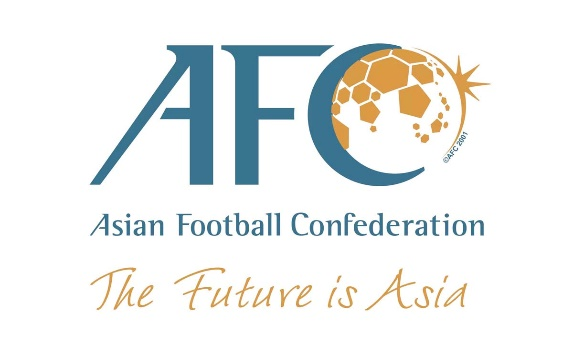 AFC
©AFC 2001
Asian Football Confederation
The Future is Asia